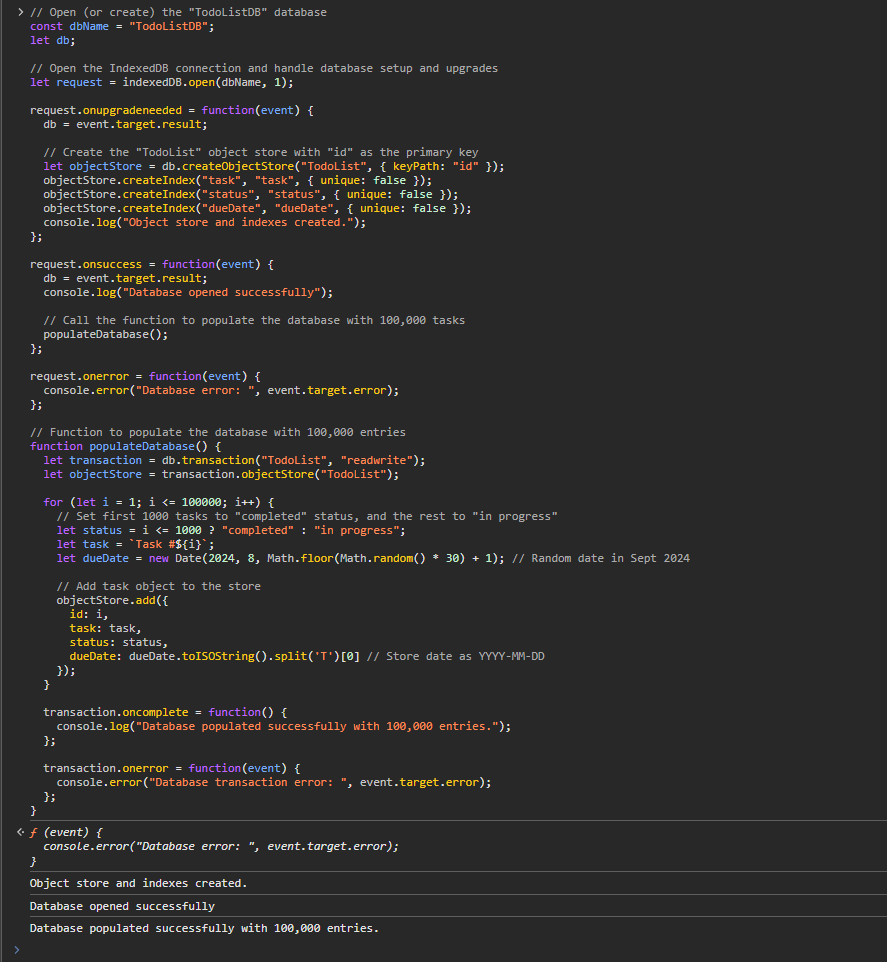 > // Open (or create) the "TodoListDB" database
const dbName = "TodoListDB";
let db;

// Open the IndexedDB connection and handle database setup and upgrades
let request = indexedDB.open(dbName, 1);

request.onupgradeneeded = function(event) {
  db = event.target.result;

  // Create the "TodoList" object store with "id" as the primary key
  let objectStore = db.createObjectStore("TodoList", { keyPath: "id" });
  objectStore.createIndex("task", "task", { unique: false });
  objectStore.createIndex("status", "status", { unique: false });
  objectStore.createIndex("dueDate", "dueDate", { unique: false });
  console.log("Object store and indexes created.");
};

request.onsuccess = function(event) {
  db = event.target.result;
  console.log("Database opened successfully");

  // Call the function to populate the database with 100,000 tasks
  populateDatabase();
};

request.onerror = function(event) {
  console.error("Database error: ", event.target.error);
};

// Function to populate the database with 100,000 entries
function populateDatabase() {
  let transaction = db.transaction("TodoList", "readwrite");
  let objectStore = transaction.objectStore("TodoList");

  for (let i = 1; i <= 100000; i++) {
    // Set first 1000 tasks to "completed" status, and the rest to "in progress"
    let status = i <= 1000 ? "completed" : "in progress";
    let task = `Task #${i}`;
    let dueDate = new Date(2024, 8, Math.floor(Math.random() * 30) + 1); // Random date in Sept 2024

    // Add task object to the store
    objectStore.add({
      id: i,
      task: task,
      status: status,
      dueDate: dueDate.toISOString().split('T')[0] // Store date as YYYY-MM-DD
    });
  }

  transaction.oncomplete = function() {
    console.log("Database populated successfully with 100,000 entries.");
  };

  transaction.onerror = function(event) {
    console.error("Database transaction error: ", event.target.error);
  };
}
ƒ (event) {
  console.error("Database error: ", event.target.error);
}
Object store and indexes created.
Database opened successfully
Database populated successfully with 100,000 entries.
>